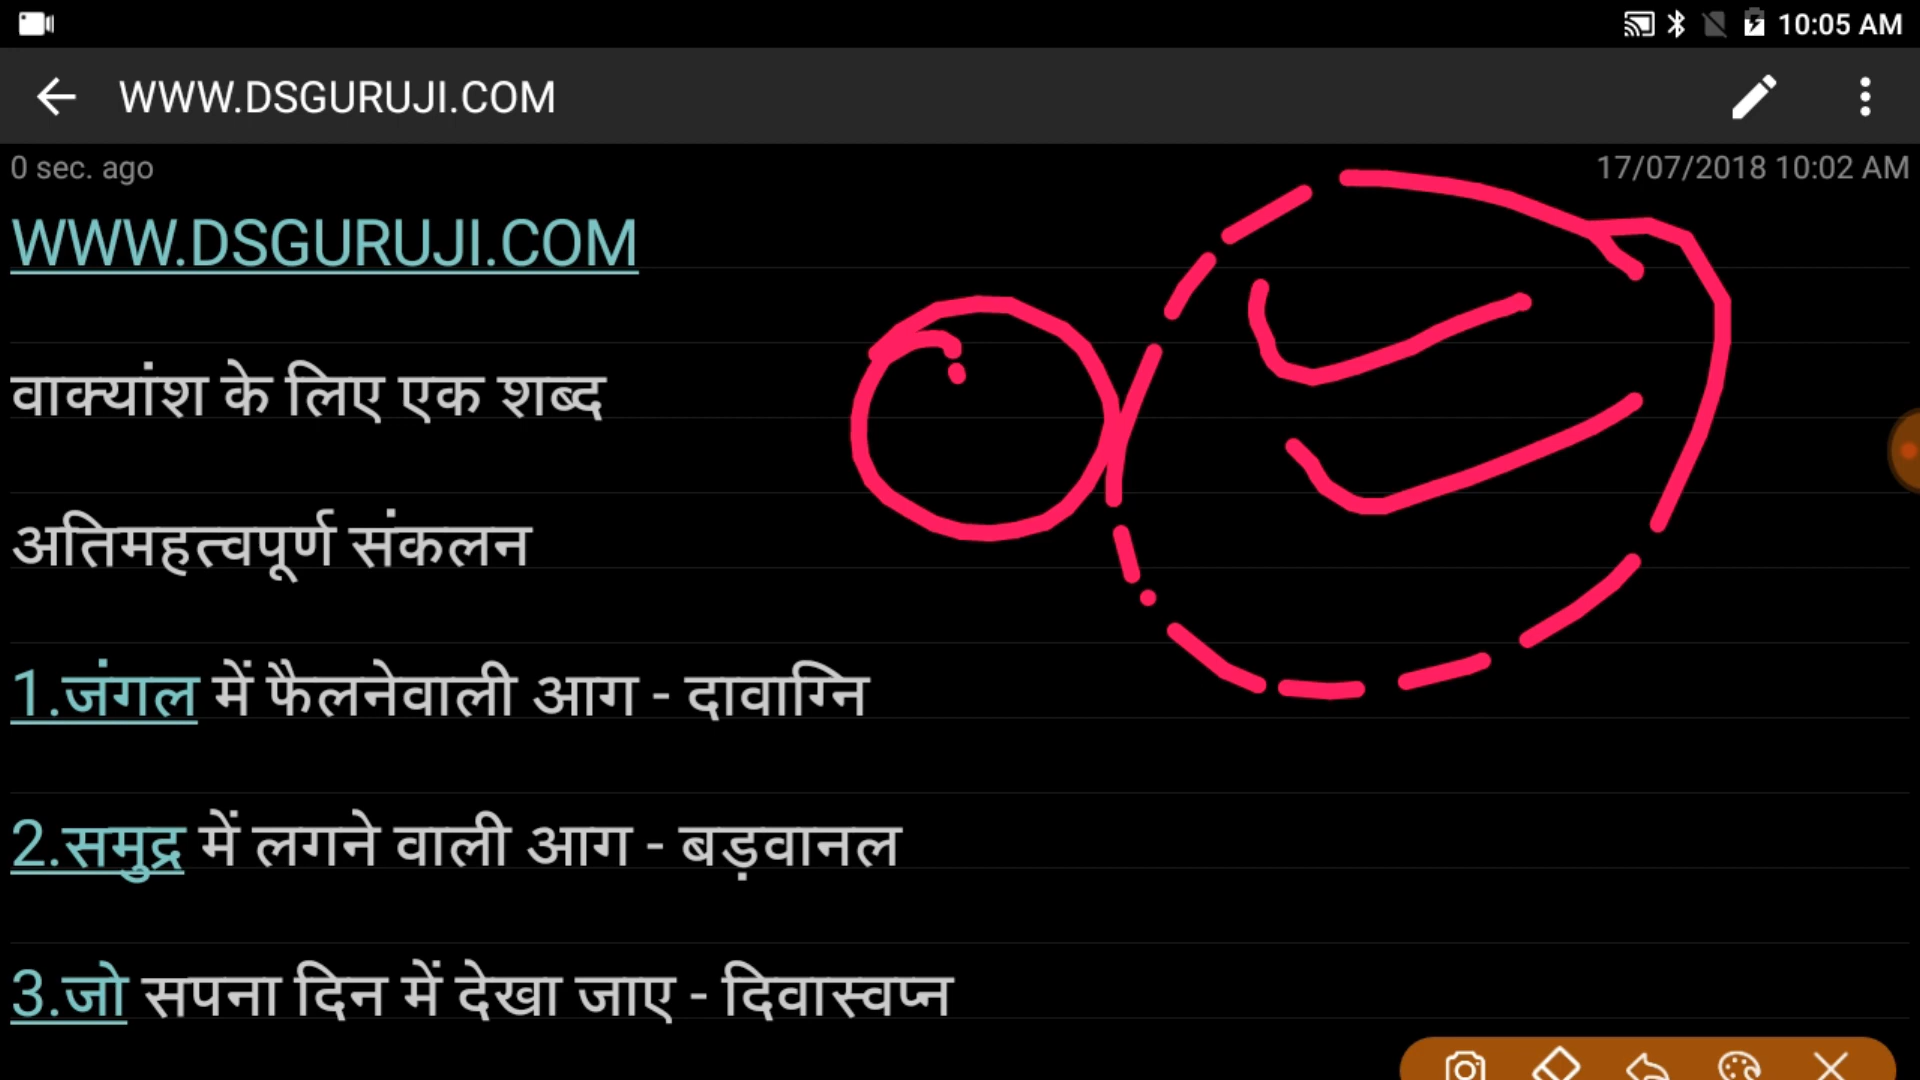 10:05 AM
WWW.DSGURUJI.COM
0 sec. ago
17/07/2018 10:02 AM
WWW.DSGURUJI.COM
वाक्यांश के लिए एक शब्द
अतिमहत्वपूर्ण संकलन
1.जंगल में फैलनेवाली आग - दावाग्नि
2.समुद्र में लगने वाली आग - बड़वानल
3.जो सपना दिन में देखा जाए - दिवास्वप्न